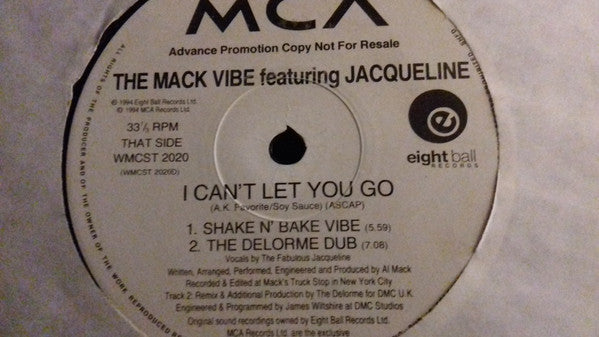 MCA
Advance Promotion Copy Not For Resale
THE MACK VIBE featuring JACQUELINE
℗ 1994 Eight Ball Records Ltd.
© 1994 MCA Records Ltd.
33⅓ RPM
THAT SIDE
WMCST 2020
(WMCST 2020D)
e
eight ball
RECORDS
I CAN'T LET YOU GO
(A.K. Favorite/Soy Sauce) (ASCAP)
1. SHAKE N' BAKE VIBE (5.59)
2. THE DELORME DUB (7.08)
Vocals by The Fabulous Jacqueline
Written, Arranged, Performed, Engineered and Produced by Al Mack
Recorded & Edited at Mack's Truck Stop in New York City
Track 2: Remix & Additional Production by The Delorme for DMC U.K.
Engineered & Programmed by James Wiltshire at DMC Studios
Original sound recordings owned by Eight Ball Records Ltd.
MCA Records Ltd. are the exclusive
ALL RIGHTS OF THE PRODUCER AND OF THE OWNER OF THE WORK REPRODUCED RES